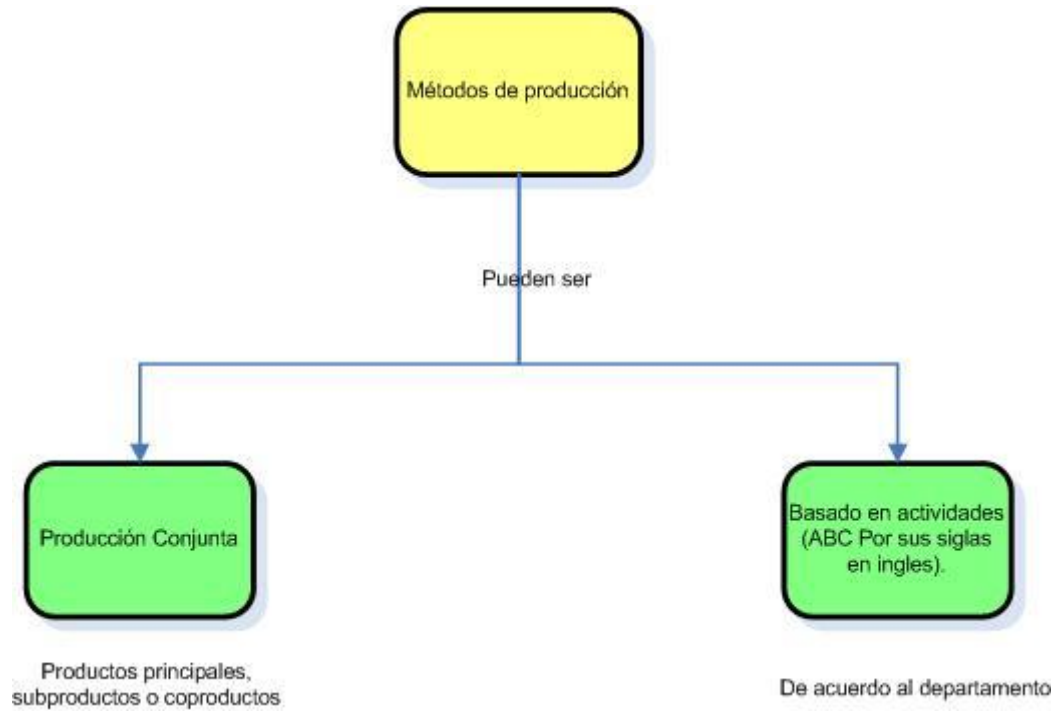 Métodos de producción
Pueden ser
Producción Conjunta
Basado en actividades
(ABC Por sus siglas
en ingles).
Productos principales,
subproductos o coproductos
De acuerdo al departamento